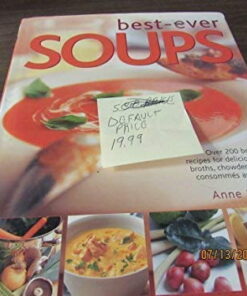 best-ever
SOUPS
DEFAULT
PRICE
19.99
Over 200 b
recipes for delicio
broths, chowder
consommés a
Anne
07/13/20